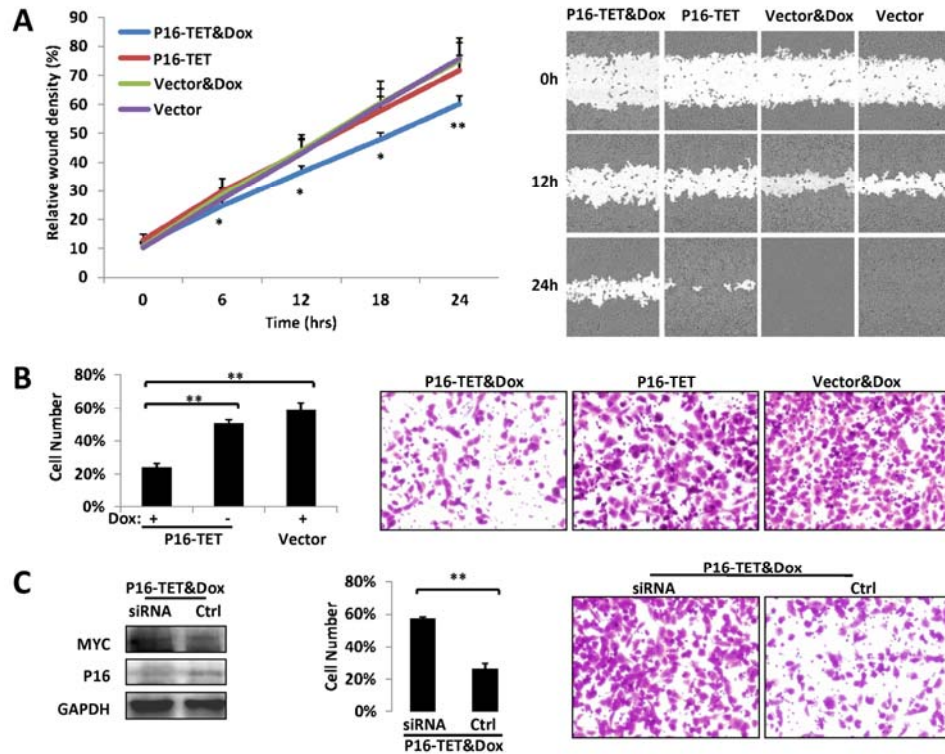 A
P16-TET&Dox
P16-TET
Vector&Dox
Vector
Relative wound density (%)
90
80
70
60
50
40
30
20
10
0
* * * **
0 6 12 18 24
Time (hrs)
P16-TET&Dox P16-TET Vector&Dox Vector
0h
12h
24h
B
Cell Number
80%
60%
40%
20%
0%
**
**
Dox: + - +
P16-TET Vector
P16-TET&Dox P16-TET Vector&Dox
C
P16-TET&Dox
siRNA Ctrl
MYC
P16
GAPDH
Cell Number
80%
60%
40%
20%
0%
**
siRNA Ctrl
P16-TET&Dox
P16-TET&Dox
siRNA Ctrl